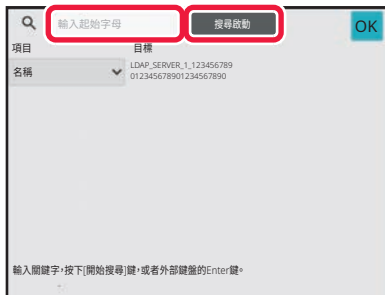 輸入起始字母
搜尋啟動
OK
項目
目標
名稱
LDAP_SERVER_1_123456789
012345678901234567890
輸入關鍵字,按下[開始搜尋]鍵,或者外部鍵盤的Enter鍵。